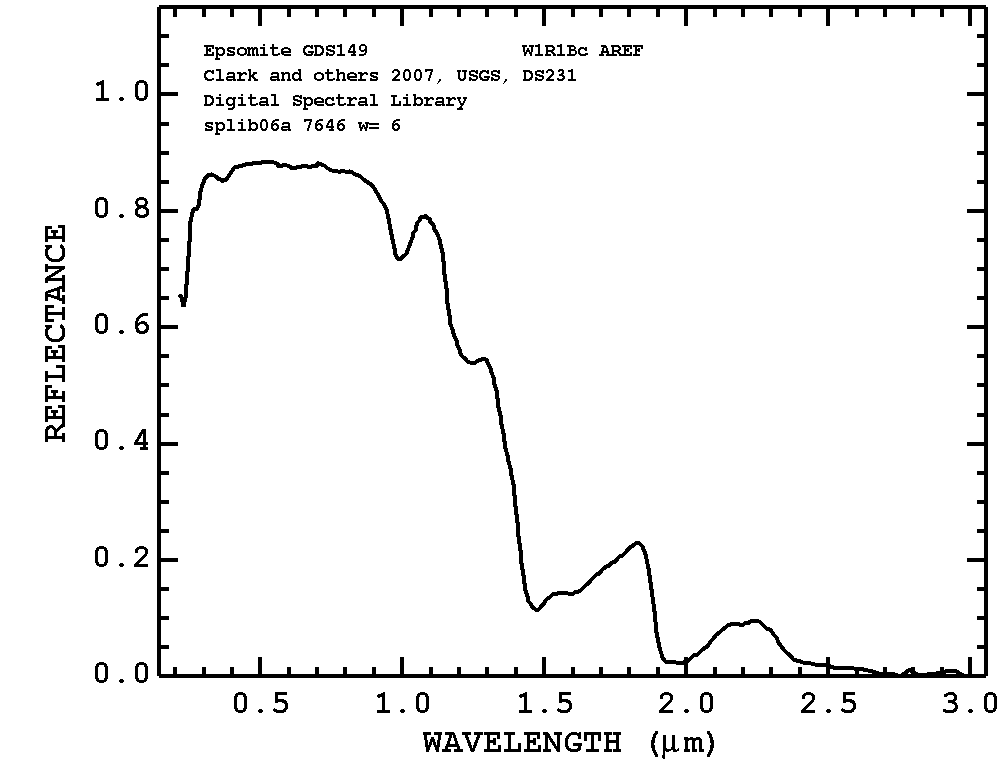 Epsomite GDS149 W1R1Bc AREF
Clark and others 2007, USGS, DS231
Digital Spectral Library
splib06a 7646 w= 6
REFLECTANCE
1.0
0.8
0.6
0.4
0.2
0.0
0.5 1.0 1.5 2.0 2.5 3.0
WAVELENGTH (μm)